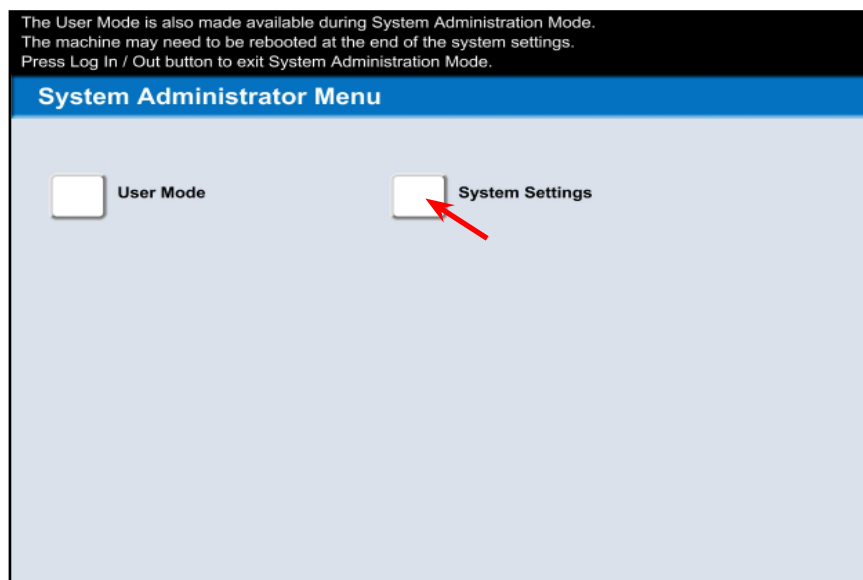 The User Mode is also made available during System Administration Mode.
The machine may need to be rebooted at the end of the system settings.
Press Log In / Out button to exit System Administration Mode.
System Administrator Menu
User Mode
System Settings